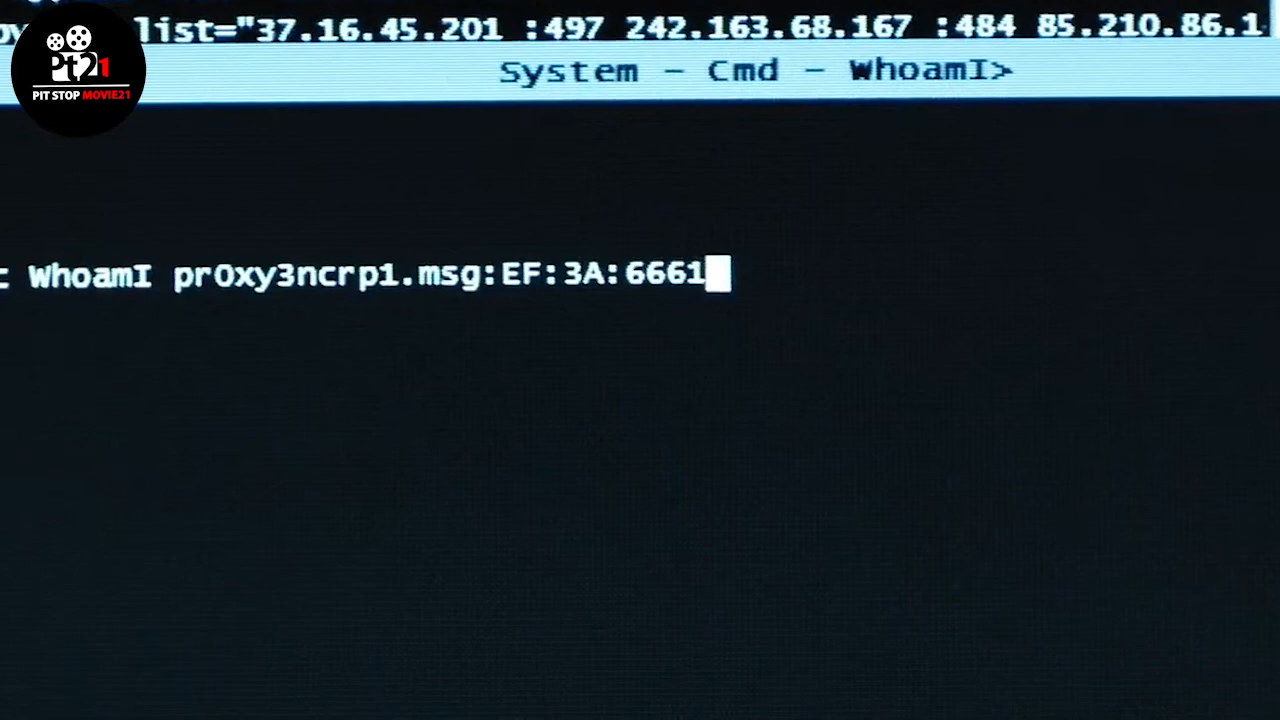 list="37.16.45.201 :497 242.163.68.167 :484 85.210.86.1
Pt21
PIT STOP MOVIE21
System - Cmd - WhoamI>
WhoamI pr0xy3ncrp1.msg:EF:3A:6661